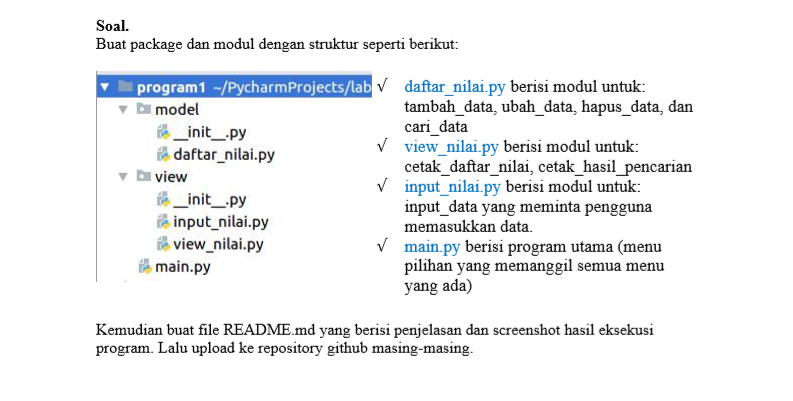 Soal.
Buat package dan modul dengan struktur seperti berikut:
program1 ~/PycharmProjects/lab
model
__init__.py
daftar_nilai.py
view
__init__.py
input_nilai.py
view_nilai.py
main.py
√ daftar_nilai.py berisi modul untuk:
tambah_data, ubah_data, hapus_data, dan
cari_data
√ view_nilai.py berisi modul untuk:
cetak_daftar_nilai, cetak_hasil_pencarian
√ input_nilai.py berisi modul untuk:
input_data yang meminta pengguna
memasukkan data.
√ main.py berisi program utama (menu
pilihan yang memanggil semua menu
yang ada)
Kemudian buat file README.md yang berisi penjelasan dan screenshot hasil eksekusi
program. Lalu upload ke repository github masing-masing.